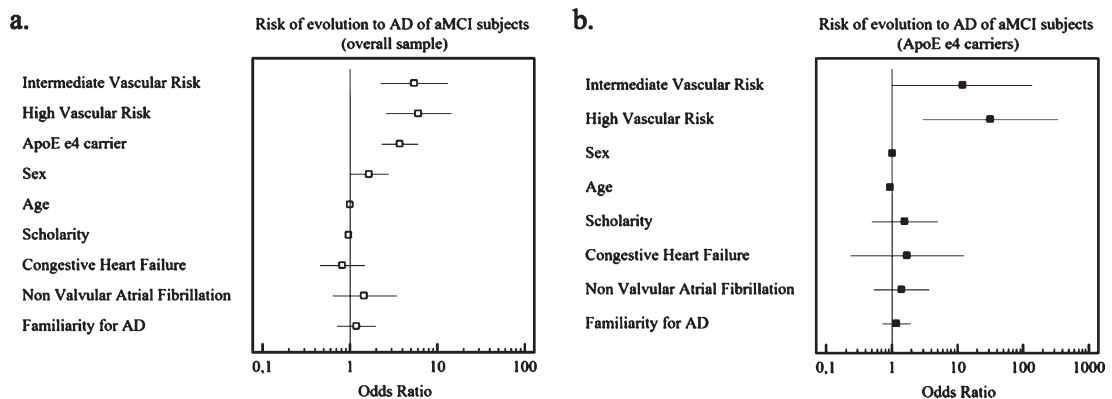 a.
Risk of evolution to AD of aMCI subjects
(overall sample)
Intermediate Vascular Risk
High Vascular Risk
ApoE e4 carrier
Sex
Age
Scholarity
Congestive Heart Failure
Non Valvular Atrial Fibrillation
Familiarity for AD
0,1 1 10 100
Odds Ratio
b.
Risk of evolution to AD of aMCI subjects
(ApoE e4 carriers)
Intermediate Vascular Risk
High Vascular Risk
Sex
Age
Scholarity
Congestive Heart Failure
Non Valvular Atrial Fibrillation
Familiarity for AD
0,1 1 10 100 1000
Odds Ratio